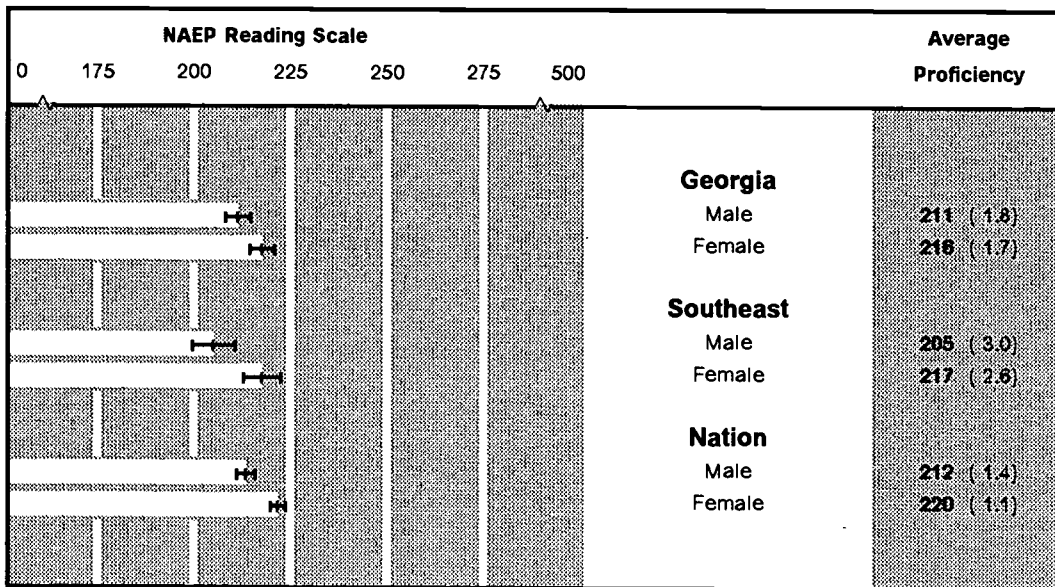 NAEP Reading Scale
Average
Proficiency
0 175 200 225 250 275 500
Georgia
Male 211 ( 1.8)
Female 216 ( 1.7)
Southeast
Male 205 ( 3.0)
Female 217 ( 2.6)
Nation
Male 212 ( 1.4)
Female 220 ( 1.1)